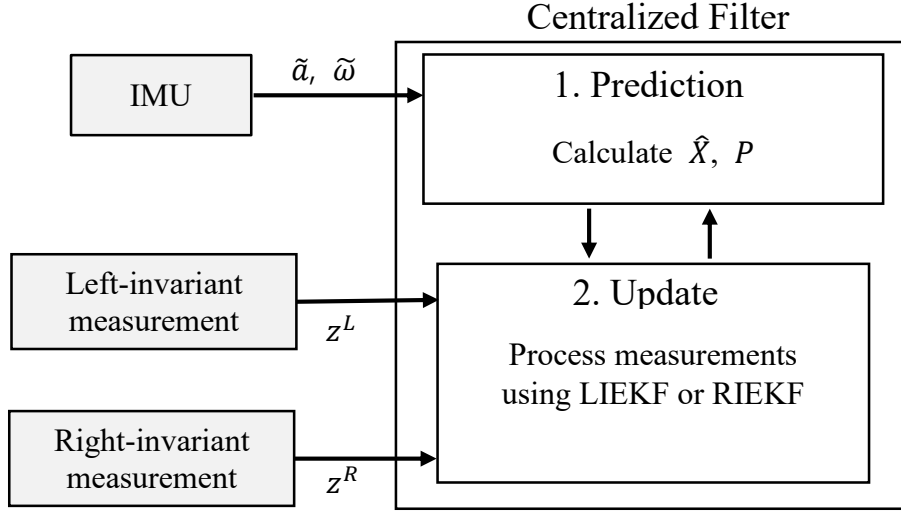 Centralized Filter
IMU
ã, ω̃
1. Prediction
Calculate X̂, P
Left-invariant
measurement
z^L
2. Update
Process measurements
using LIEKF or RIEKF
Right-invariant
measurement
z^R